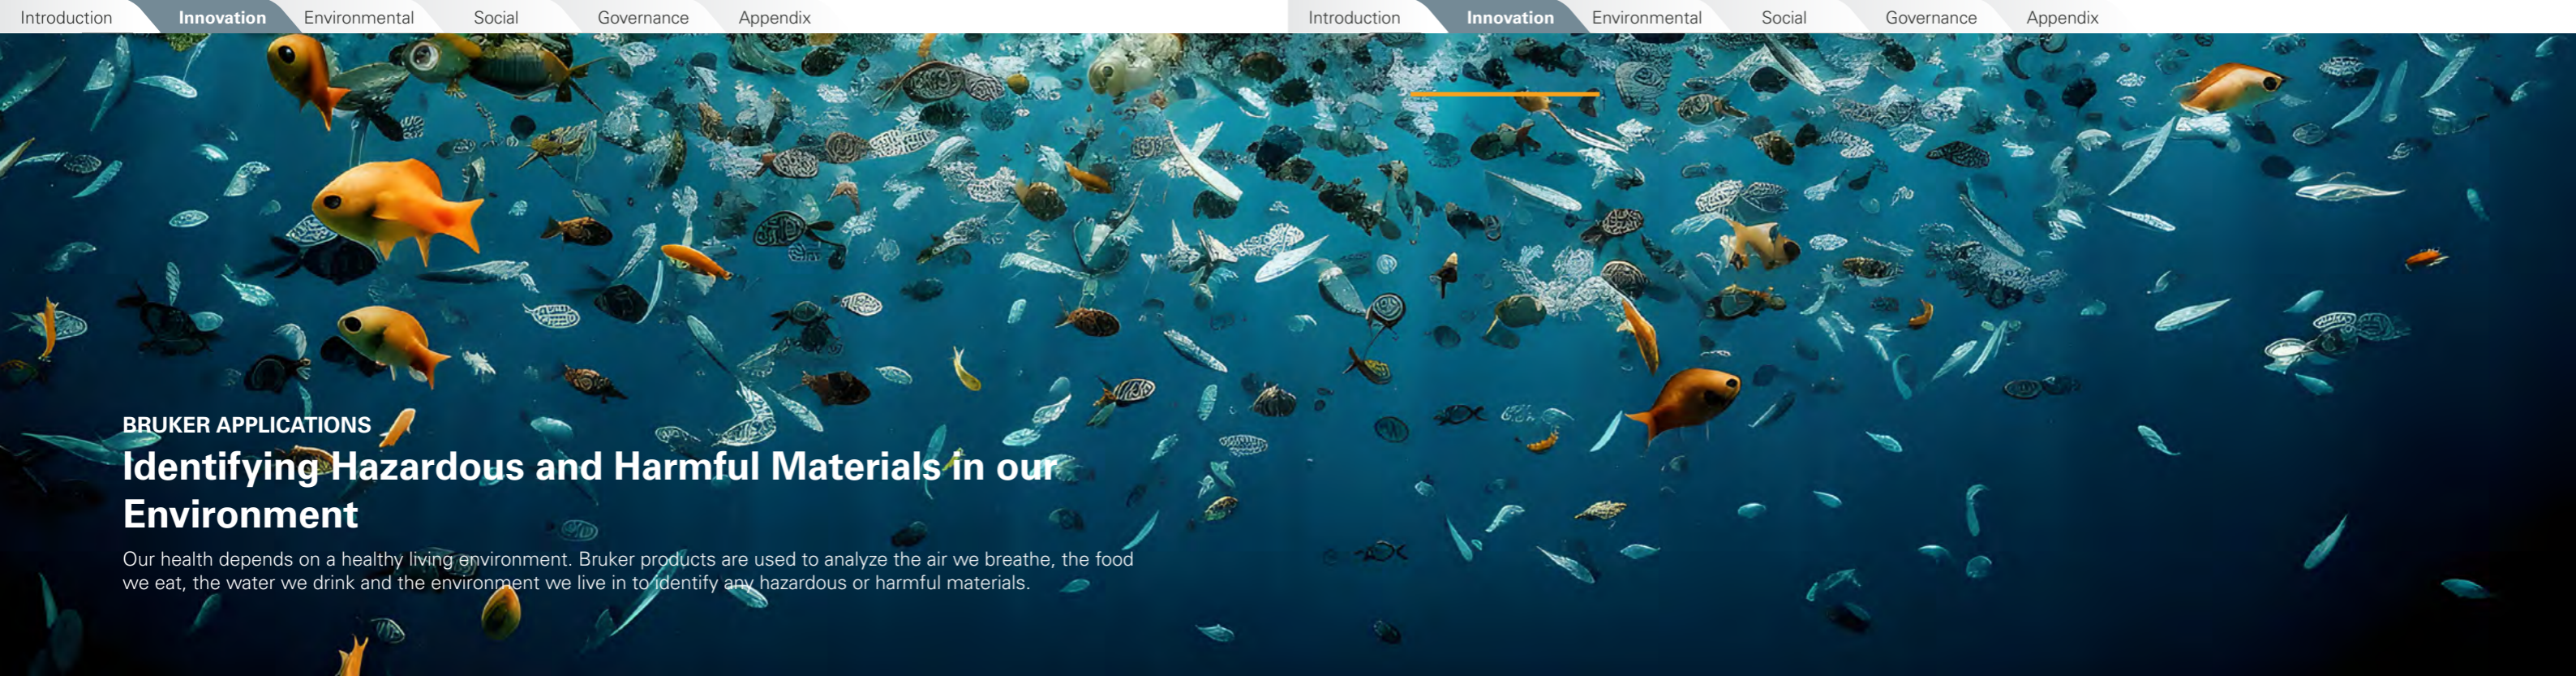 Introduction Innovation Environmental Social Governance Appendix
Introduction Innovation Environmental Social Governance Appendix
BRUKER APPLICATIONS
Identifying Hazardous and Harmful Materials in our
Environment
Our health depends on a healthy living environment. Bruker products are used to analyze the air we breathe, the food
we eat, the water we drink and the environment we live in to identify any hazardous or harmful materials.